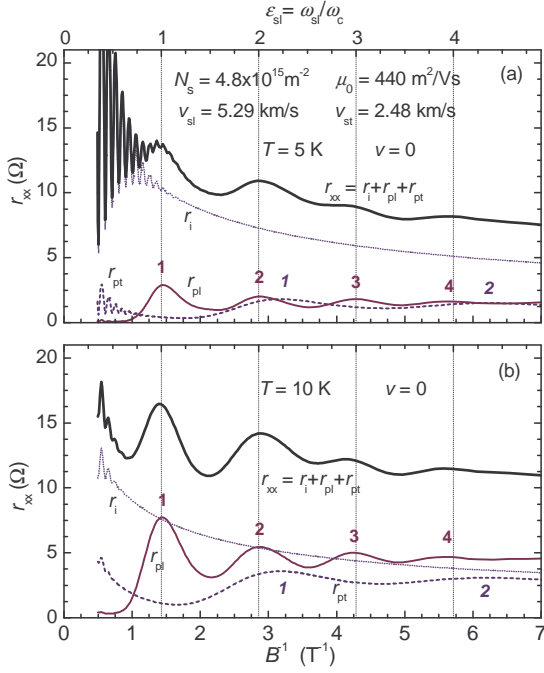 ε_sl = ω_sl/ω_c
0 1 2 3 4
20
(a)
N_s = 4.8x10^15 m^-2 μ_0 = 440 m^2/Vs
v_sl = 5.29 km/s v_st = 2.48 km/s
15
T = 5 K v = 0
r_xx (Ω)
10
r_xx = r_i+r_pl+r_pt
r_i
5
r_pt 1 r_pl 2 1 3 4 2
0
20
(b)
T = 10 K v = 0
15
r_xx (Ω)
10
r_i 1 r_xx = r_i+r_pl+r_pt
5
r_pl 2 3 4
1 r_pt 2
0
0 1 2 3 4 5 6 7
B^-1 (T^-1)